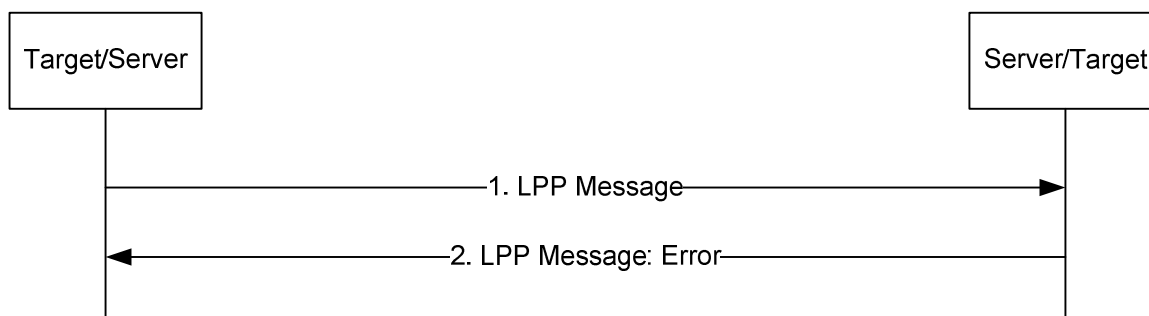 Target/Server
Server/Target
1. LPP Message
2. LPP Message: Error